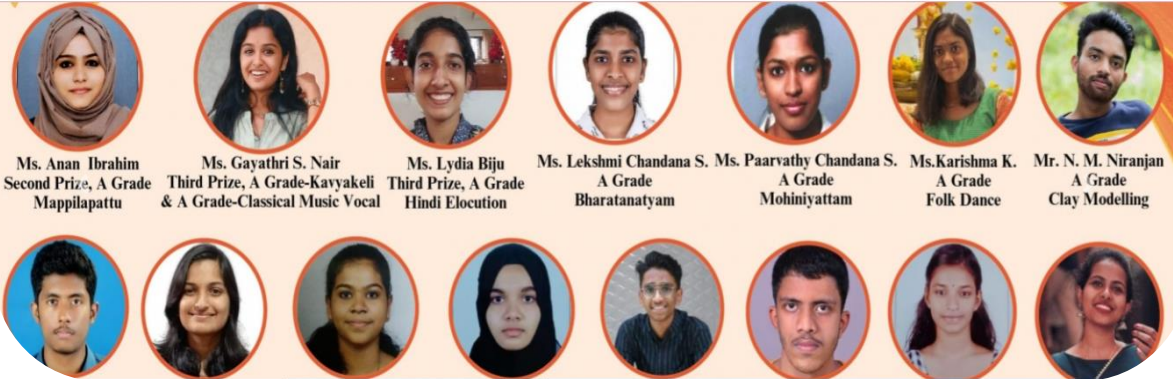 Ms. Anan Ibrahim
Second Prize, A Grade
Mappilapattu
Ms. Gayathri S. Nair
Third Prize, A Grade-Kavyakeli
& A Grade-Classical Music Vocal
Ms. Lydia Biju
Third Prize, A Grade
Hindi Elocution
Ms. Lekshmi Chandana S.
A Grade
Bharatanatyam
Ms. Paarvathy Chandana S.
A Grade
Mohiniyattam
Ms.Karishma K.
A Grade
Folk Dance
Mr. N. M. Niranjan
A Grade
Clay Modelling